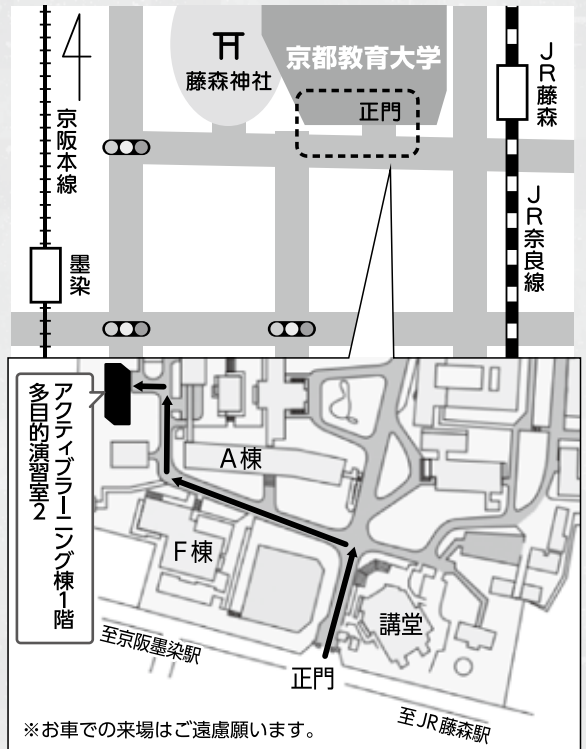 京都教育大学
藤森神社
正門
JR藤森
京阪本線
JR奈良線
墨染
アクティブラーニング棟1階
多目的演習室2
A棟
F棟
講堂
至京阪墨染駅
正門
至JR藤森駅
※お車での来場はご遠慮願います。